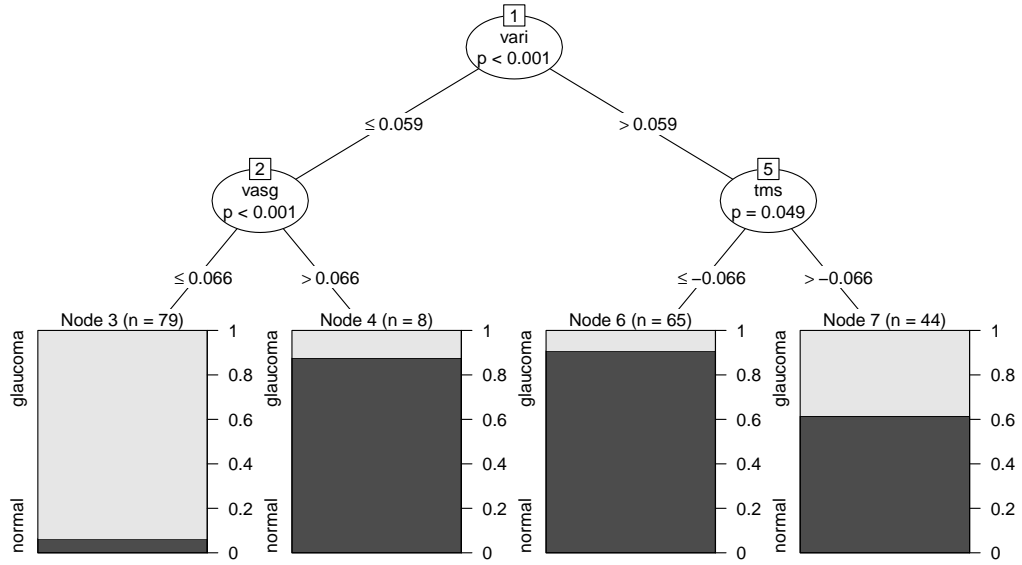 1
vari
p < 0.001
≤ 0.059
> 0.059
2
vasg
p < 0.001
5
tms
p = 0.049
≤ 0.066
> 0.066
≤ −0.066
> −0.066
Node 3 (n = 79)
normal
glaucoma
0
0.2
0.4
0.6
0.8
1
Node 4 (n = 8)
normal
glaucoma
0
0.2
0.4
0.6
0.8
1
Node 6 (n = 65)
normal
glaucoma
0
0.2
0.4
0.6
0.8
1
Node 7 (n = 44)
normal
glaucoma
0
0.2
0.4
0.6
0.8
1